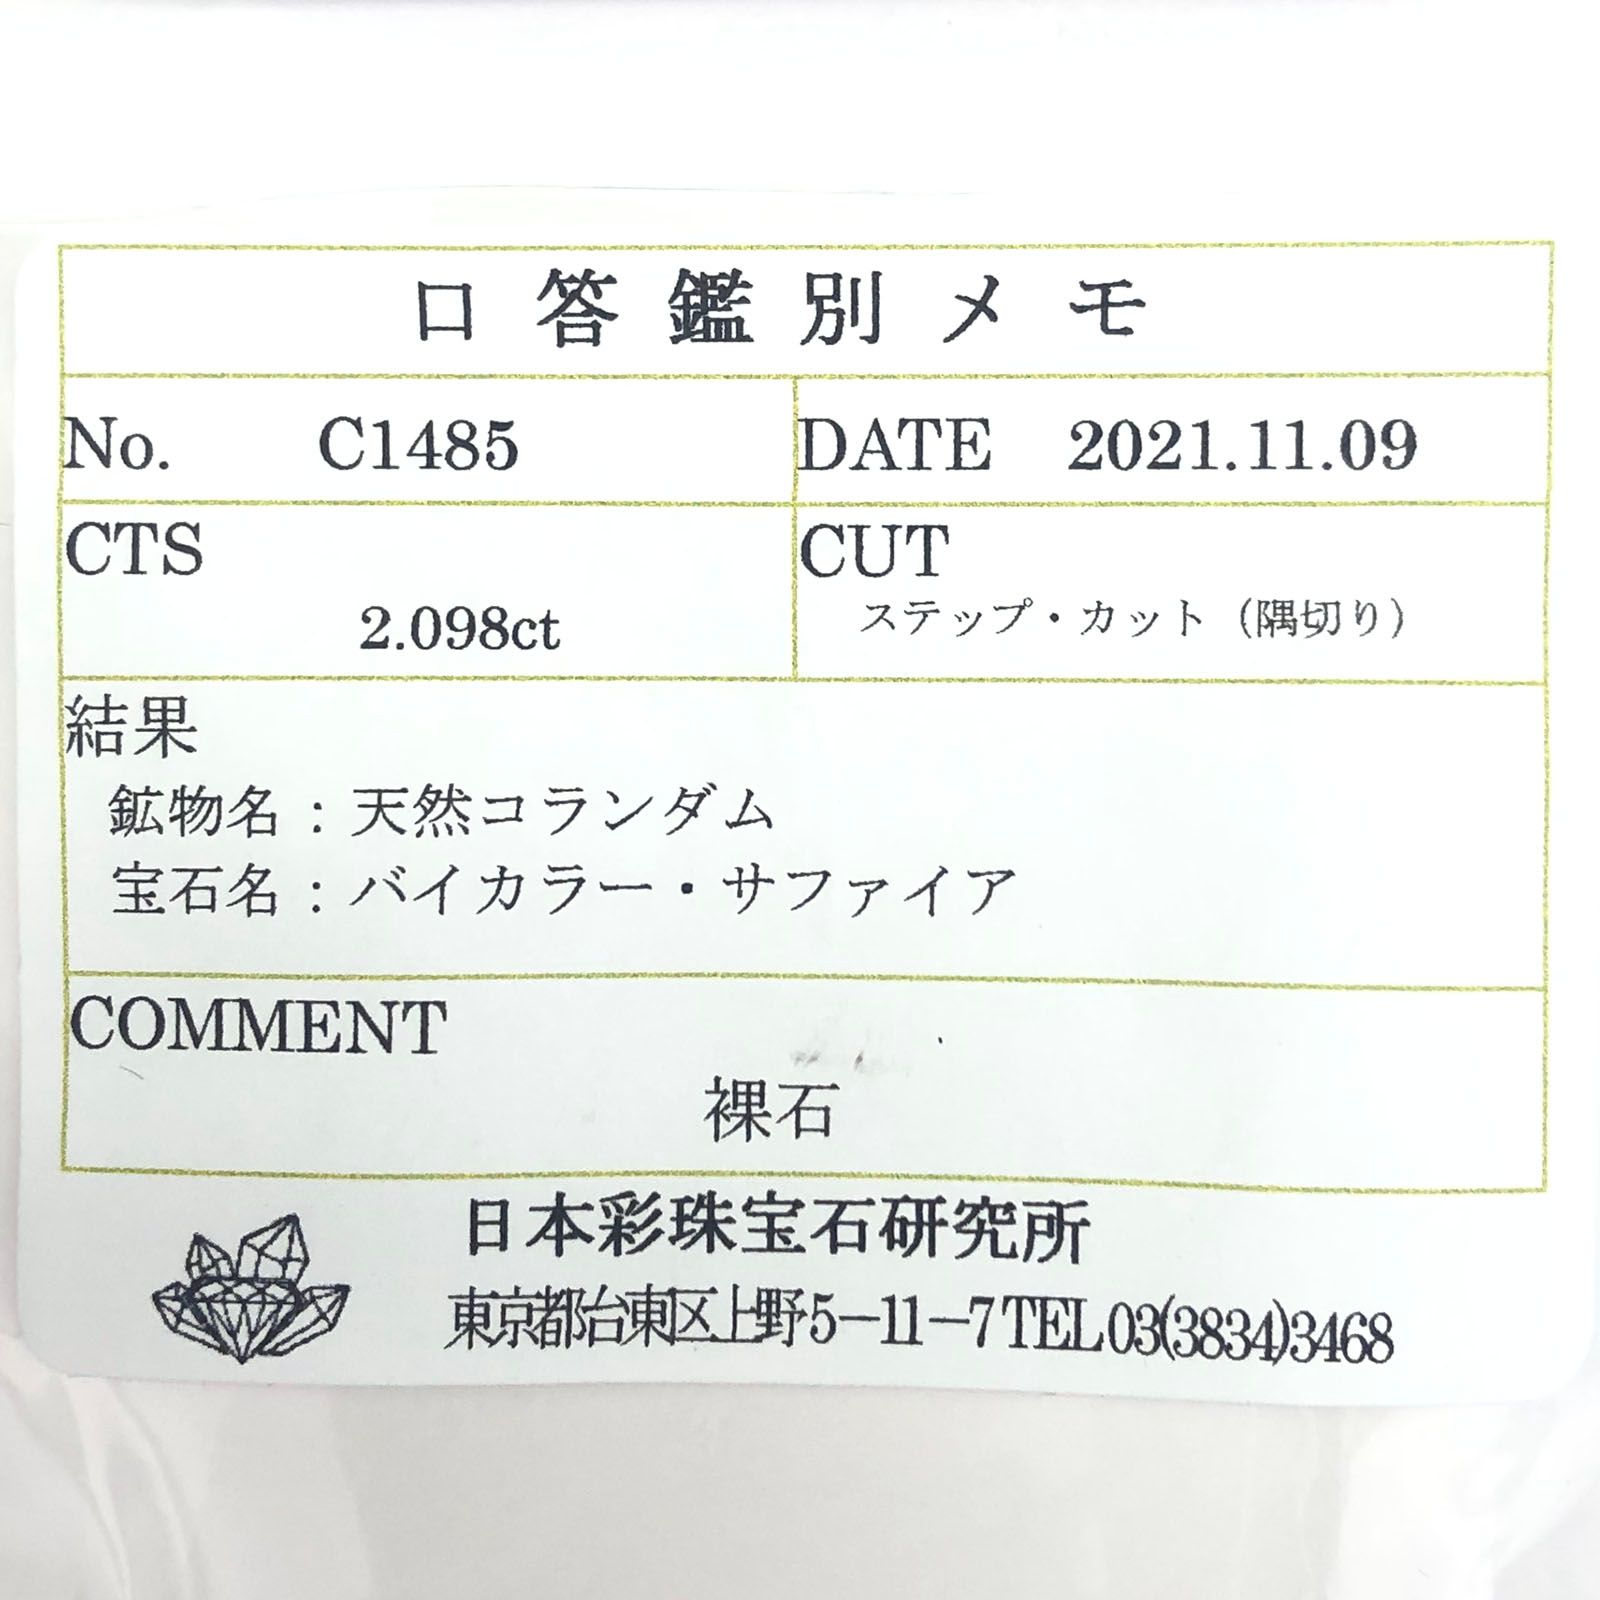 口答鑑別メモ
No. C1485 DATE 2021.11.09
CTS CUT
2.098ct ステップ・カット（隅切り）
結果
鉱物名：天然コランダム
宝石名：バイカラー・サファイア
COMMENT
裸石
日本彩珠宝石研究所
東京都台東区上野5－11－7 TEL 03(3834)3468